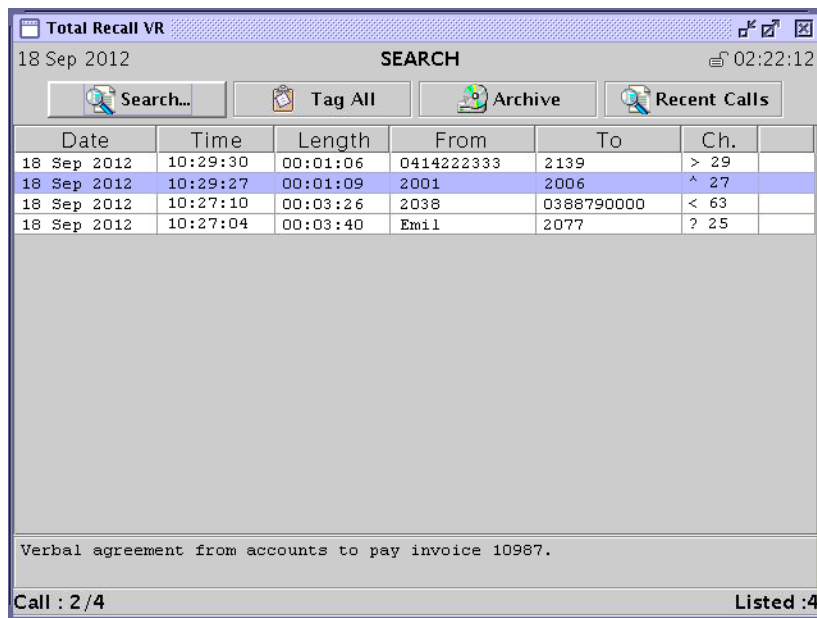 Total Recall VR
18 Sep 2012 SEARCH 02:22:12
Search... Tag All Archive Recent Calls
Date Time Length From To Ch.
18 Sep 2012 10:29:30 00:01:06 0414222333 2139 > 29
18 Sep 2012 10:29:27 00:01:09 2001 2006 ^ 27
18 Sep 2012 10:27:10 00:03:26 2038 0388790000 < 63
18 Sep 2012 10:27:04 00:03:40 Emil 2077 ? 25
Verbal agreement from accounts to pay invoice 10987.
Call : 2/4 Listed :4